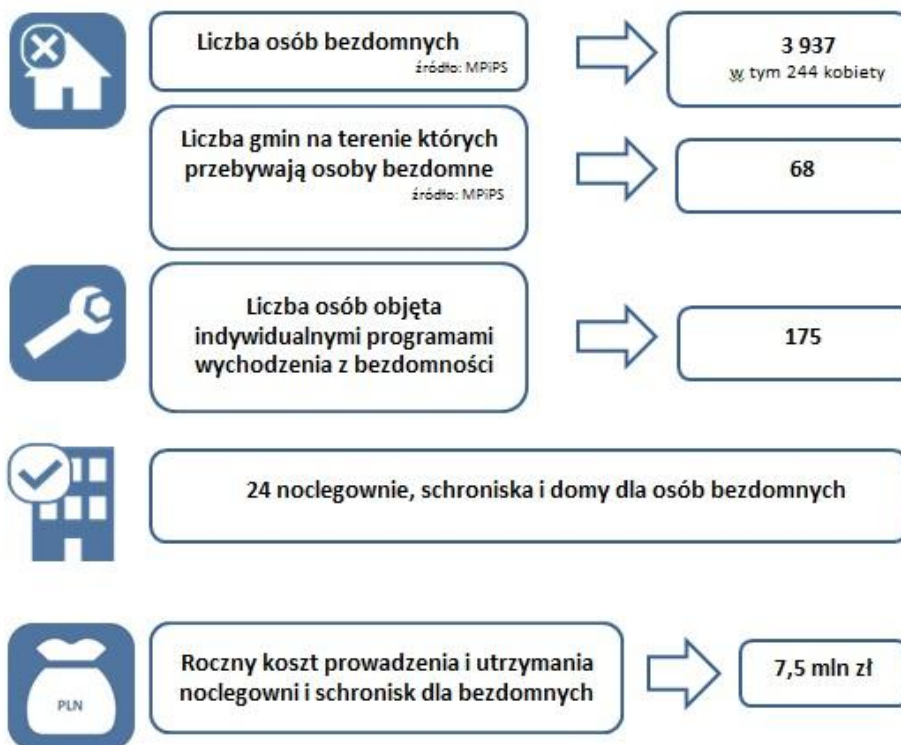 Liczba osób bezdomnych
źródło: MPiPS
3 937
w tym 244 kobiety
Liczba gmin na terenie których
przebywają osoby bezdomne
źródło: MPiPS
68
Liczba osób objęta
indywidualnymi programami
wychodzenia z bezdomności
175
24 noclegownie, schroniska i domy dla osób bezdomnych
PLN
Roczny koszt prowadzenia i utrzymania
noclegowni i schronisk dla bezdomnych
7,5 mln zł